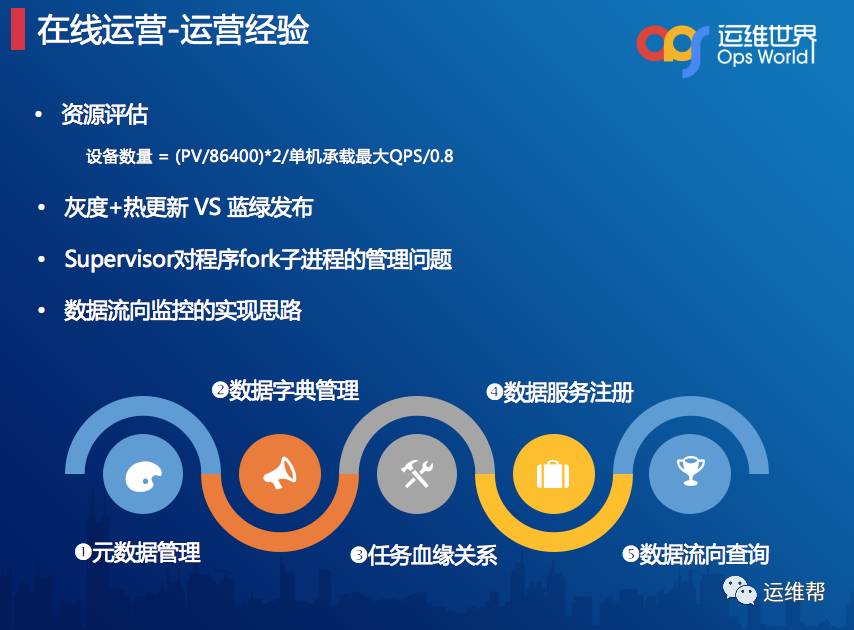 在线运营-运营经验
ops 运维世界
Ops World
• 资源评估
设备数量 = (PV/86400)*2/单机承载最大QPS/0.8
• 灰度+热更新 VS 蓝绿发布
• Supervisor对程序fork子进程的管理问题
• 数据流向监控的实现思路
❷数据字典管理
❹数据服务注册
❶元数据管理
❸任务血缘关系
❺数据流向查询
运维帮